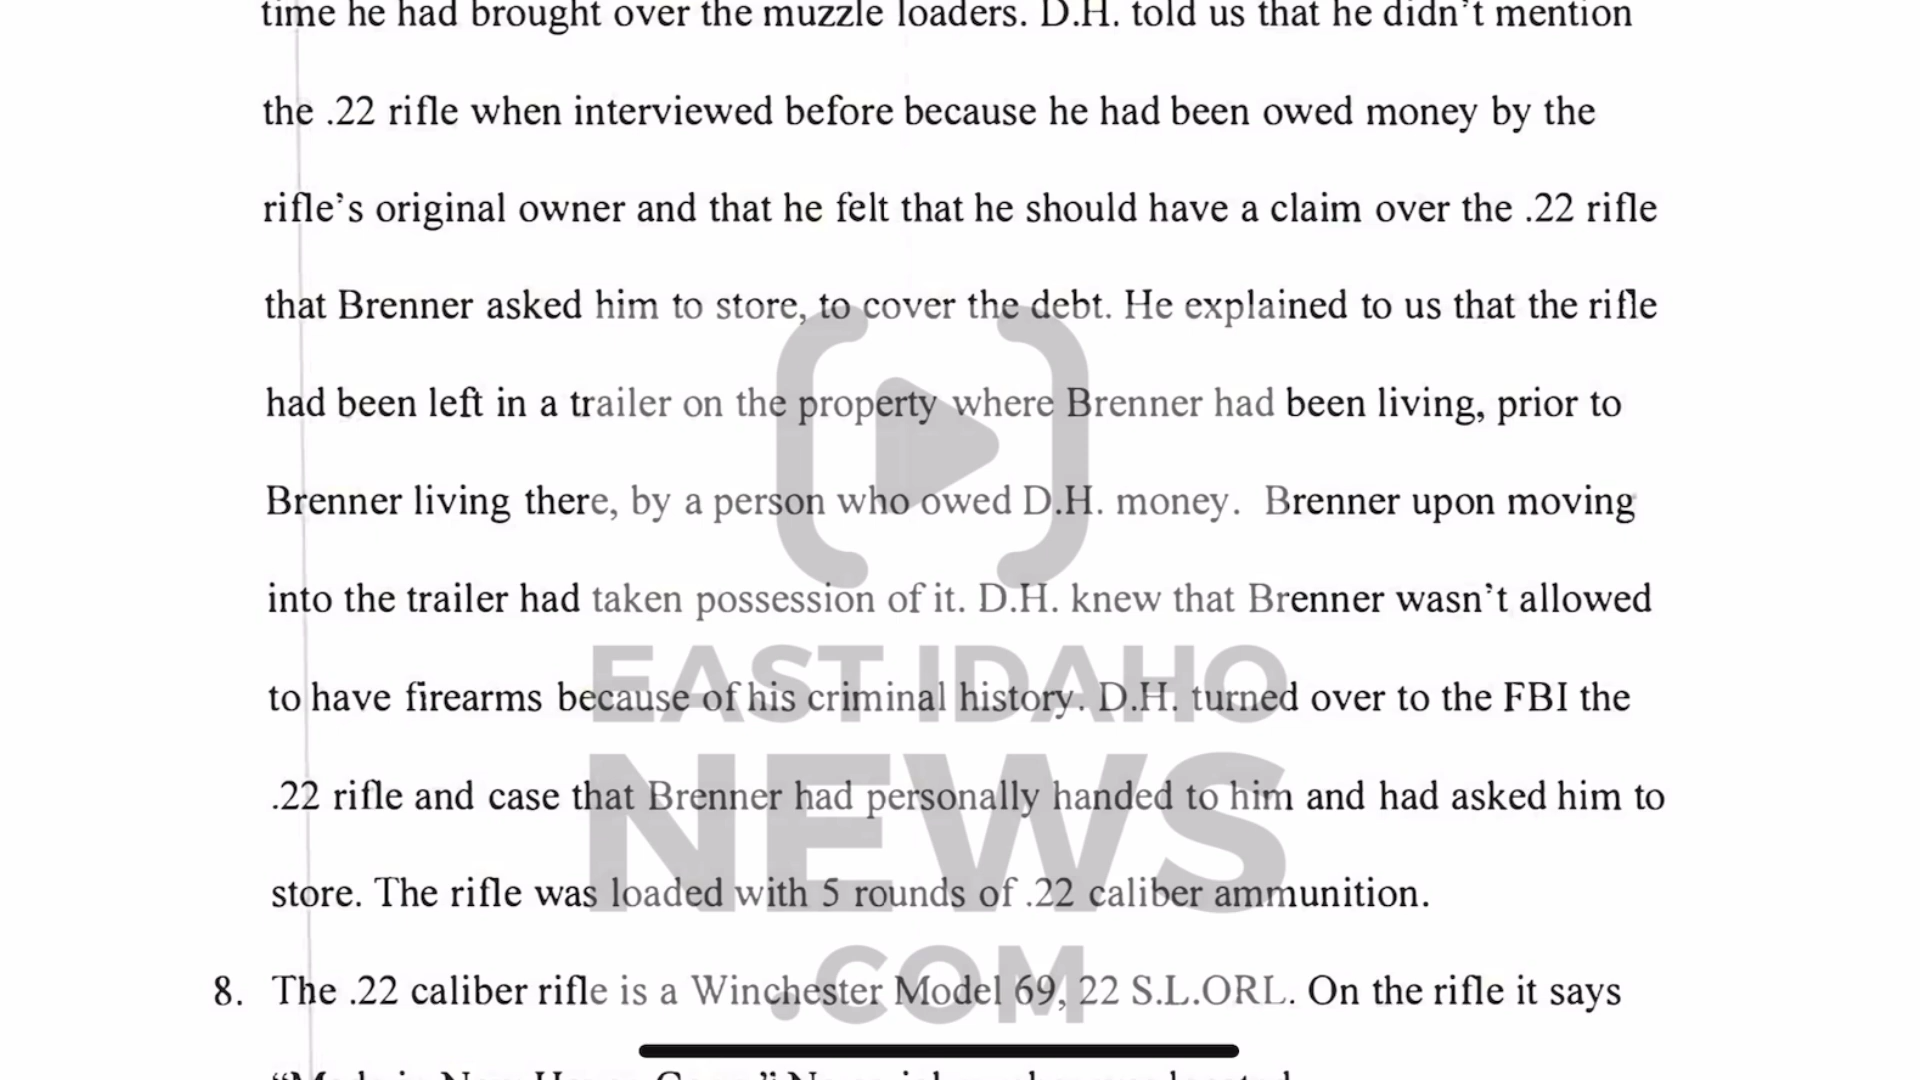 time he had brought over the muzzle loaders. D.H. told us that he didn't mention
the .22 rifle when interviewed before because he had been owed money by the
rifle's original owner and that he felt that he should have a claim over the .22 rifle
that Brenner asked him to store, to cover the debt. He explained to us that the rifle
had been left in a trailer on the property where Brenner had been living, prior to
Brenner living there, by a person who owed D.H. money. Brenner upon moving
into the trailer had taken possession of it. D.H. knew that Brenner wasn't allowed
to have firearms because of his criminal history. D.H. turned over to the FBI the
.22 rifle and case that Brenner had personally handed to him and had asked him to
store. The rifle was loaded with 5 rounds of .22 caliber ammunition.
8. The .22 caliber rifle is a Winchester Model 69, 22 S.L.ORL. On the rifle it says
EAST IDAHO
NEWS
.COM